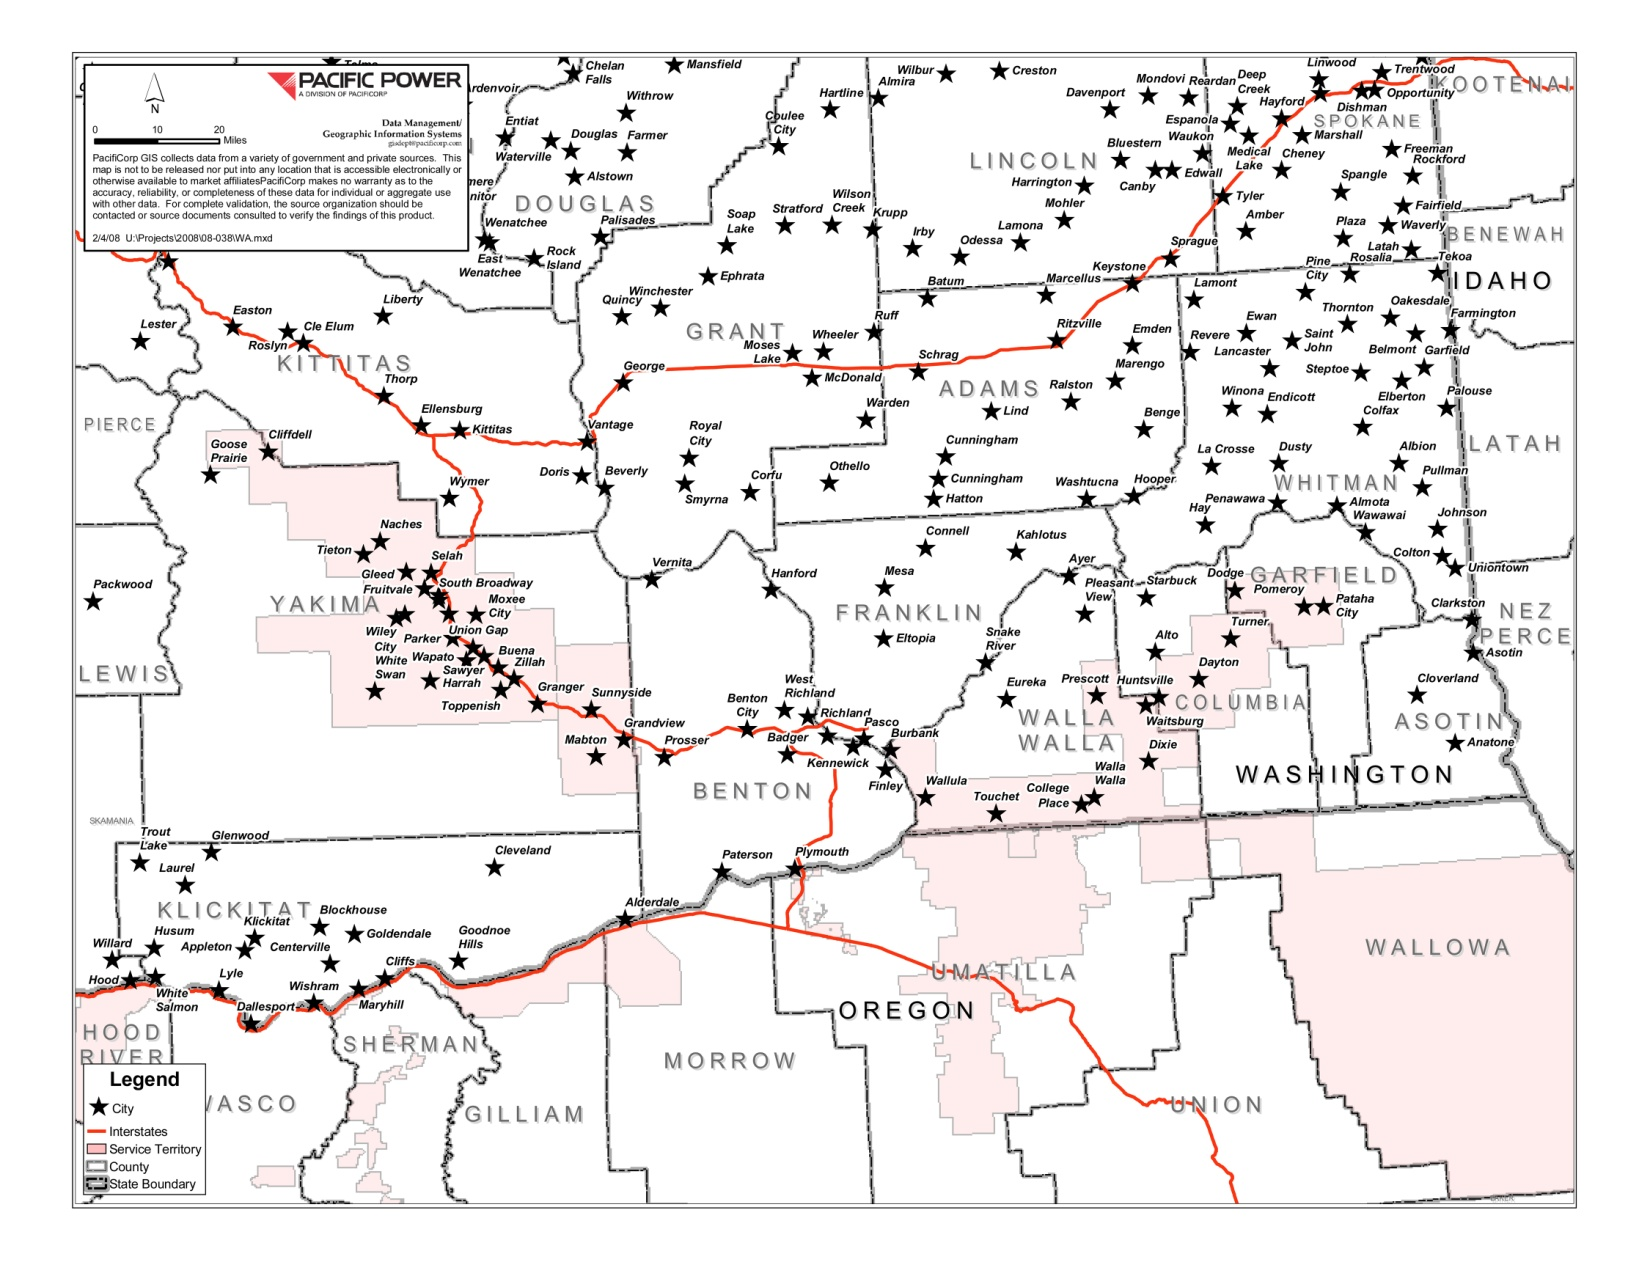 PACIFIC POWER
A DIVISION OF PACIFICORP
N
0 10 20
Miles
Data Management/
Geographic Information Systems
gisdept@pacificorp.com
PacifiCorp GIS collects data from a variety of government and private sources. This
map is not to be released nor put into any location that is accessible electronically or
otherwise available to market affiliatesPacifiCorp makes no warranty as to the
accuracy, reliability, or completeness of these data for individual or aggregate use
with other data. For complete validation, the source organization should be
contacted or source documents consulted to verify the findings of this product.
2/4/08 U:\Projects\2008\08-038\WA.mxd
Chelan
Falls
Mansfield
Ardenvoir
Withrow
Entiat
Waterville
Douglas
Farmer
Alstown
DOUGLAS
Palisades
Wenatchee
East
Wenatchee
Rock
Island
Hartline
Coulee
City
Wilbur
Almira
Creston
LINCOLN
Harrington
Mohler
Lamona
Odessa
Irby
Krupp
Wilson
Creek
Stratford
Soap
Lake
Ephrata
Winchester
Quincy
GRANT
Moses
Lake
Wheeler
McDonald
Ruff
Batum
Marcellus
Keystone
Sprague
Davenport
Mondovi
Reardan
Deep
Creek
Espanola
Hayford
Waukon
Bluestern
Canby
Edwall
Medical
Lake
Cheney
Tyler
Amber
Linwood
Trentwood
Dishman
Opportunity
KOOTENAI
SPOKANE
Marshall
Freeman
Rockford
Spangle
Fairfield
Plaza
Waverly
Latah
Rosalia
Tekoa
Pine
City
BENEWAH
IDAHO
Lamont
Thornton
Oakesdale
Farmington
Ewan
Saint
John
Revere
Lancaster
Belmont
Garfield
Steptoe
Elberton
Palouse
Winona
Endicott
Colfax
La Crosse
Dusty
Albion
Pullman
LATAH
WHITMAN
Penawawa
Almota
Wawawai
Johnson
Hay
Colton
Uniontown
Lester
Easton
Roslyn
Cle Elum
Liberty
KITTITAS
Thorp
Ellensburg
Kittitas
PIERCE
George
Vantage
Doris
Beverly
Royal
City
Smyrna
Corfu
Othello
Warden
Schrag
ADAMS
Ritzville
Lind
Ralston
Emden
Marengo
Benge
Cunningham
Cunningham
Hatton
Washtucna
Hooper
Goose
Prairie
Cliffdell
Wymer
Naches
Tieton
Selah
Gleed
South Broadway
Fruitvale
Moxee
City
YAKIMA
Wiley
City
Union Gap
Parker
White
Swan
Wapato
Buena
Sawyer
Zillah
Harrah
Toppenish
Granger
Sunnyside
Grandview
Mabton
Prosser
Packwood
LEWIS
Vernita
Hanford
Connell
Kahlotus
Mesa
FRANKLIN
Eltopia
Snake
River
Ayer
Pleasant
View
Starbuck
Dodge
GARFIELD
Pomeroy
Pataha
City
Clarkston
NEZ
PERCE
Asotin
Turner
Alto
Dayton
Eureka
Prescott
Huntsville
COLUMBIA
Waitsburg
WALLA
WALLA
Dixie
Cloverland
ASOTIN
Anatone
WASHINGTON
West
Richland
Benton
City
Richland
Pasco
Badger
Burbank
Kennewick
Finley
BENTON
Wallula
Touchet
College
Place
Walla
Walla
SKAMANIA
Trout
Lake
Glenwood
Laurel
Cleveland
Paterson
Plymouth
Alderdale
KLICKITAT
Blockhouse
Klickitat
Goldendale
Husum
Appleton
Centerville
Willard
Goodnoe
Hills
Hood
White
Salmon
Lyle
Cliffs
Wishram
Maryhill
Dallesport
HOOD
RIVER
SHERMAN
GILLIAM
MORROW
UMATILLA
OREGON
UNION
WALLOWA
Legend
City
Interstates
Service Territory
County
State Boundary